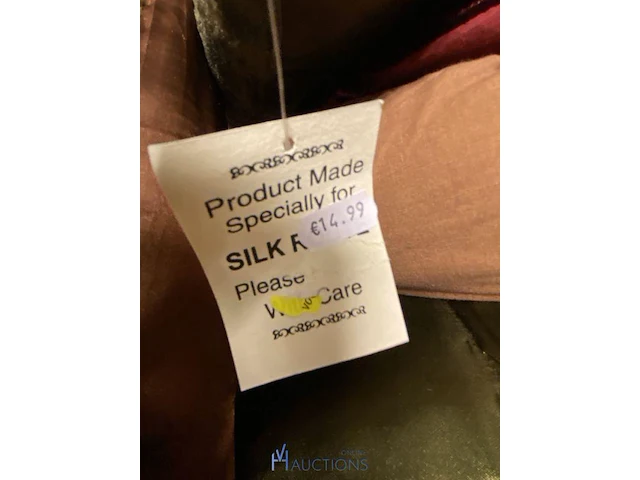 Product Made
Specially for
€14.99
SILK
Please
Care
AUCTIONS